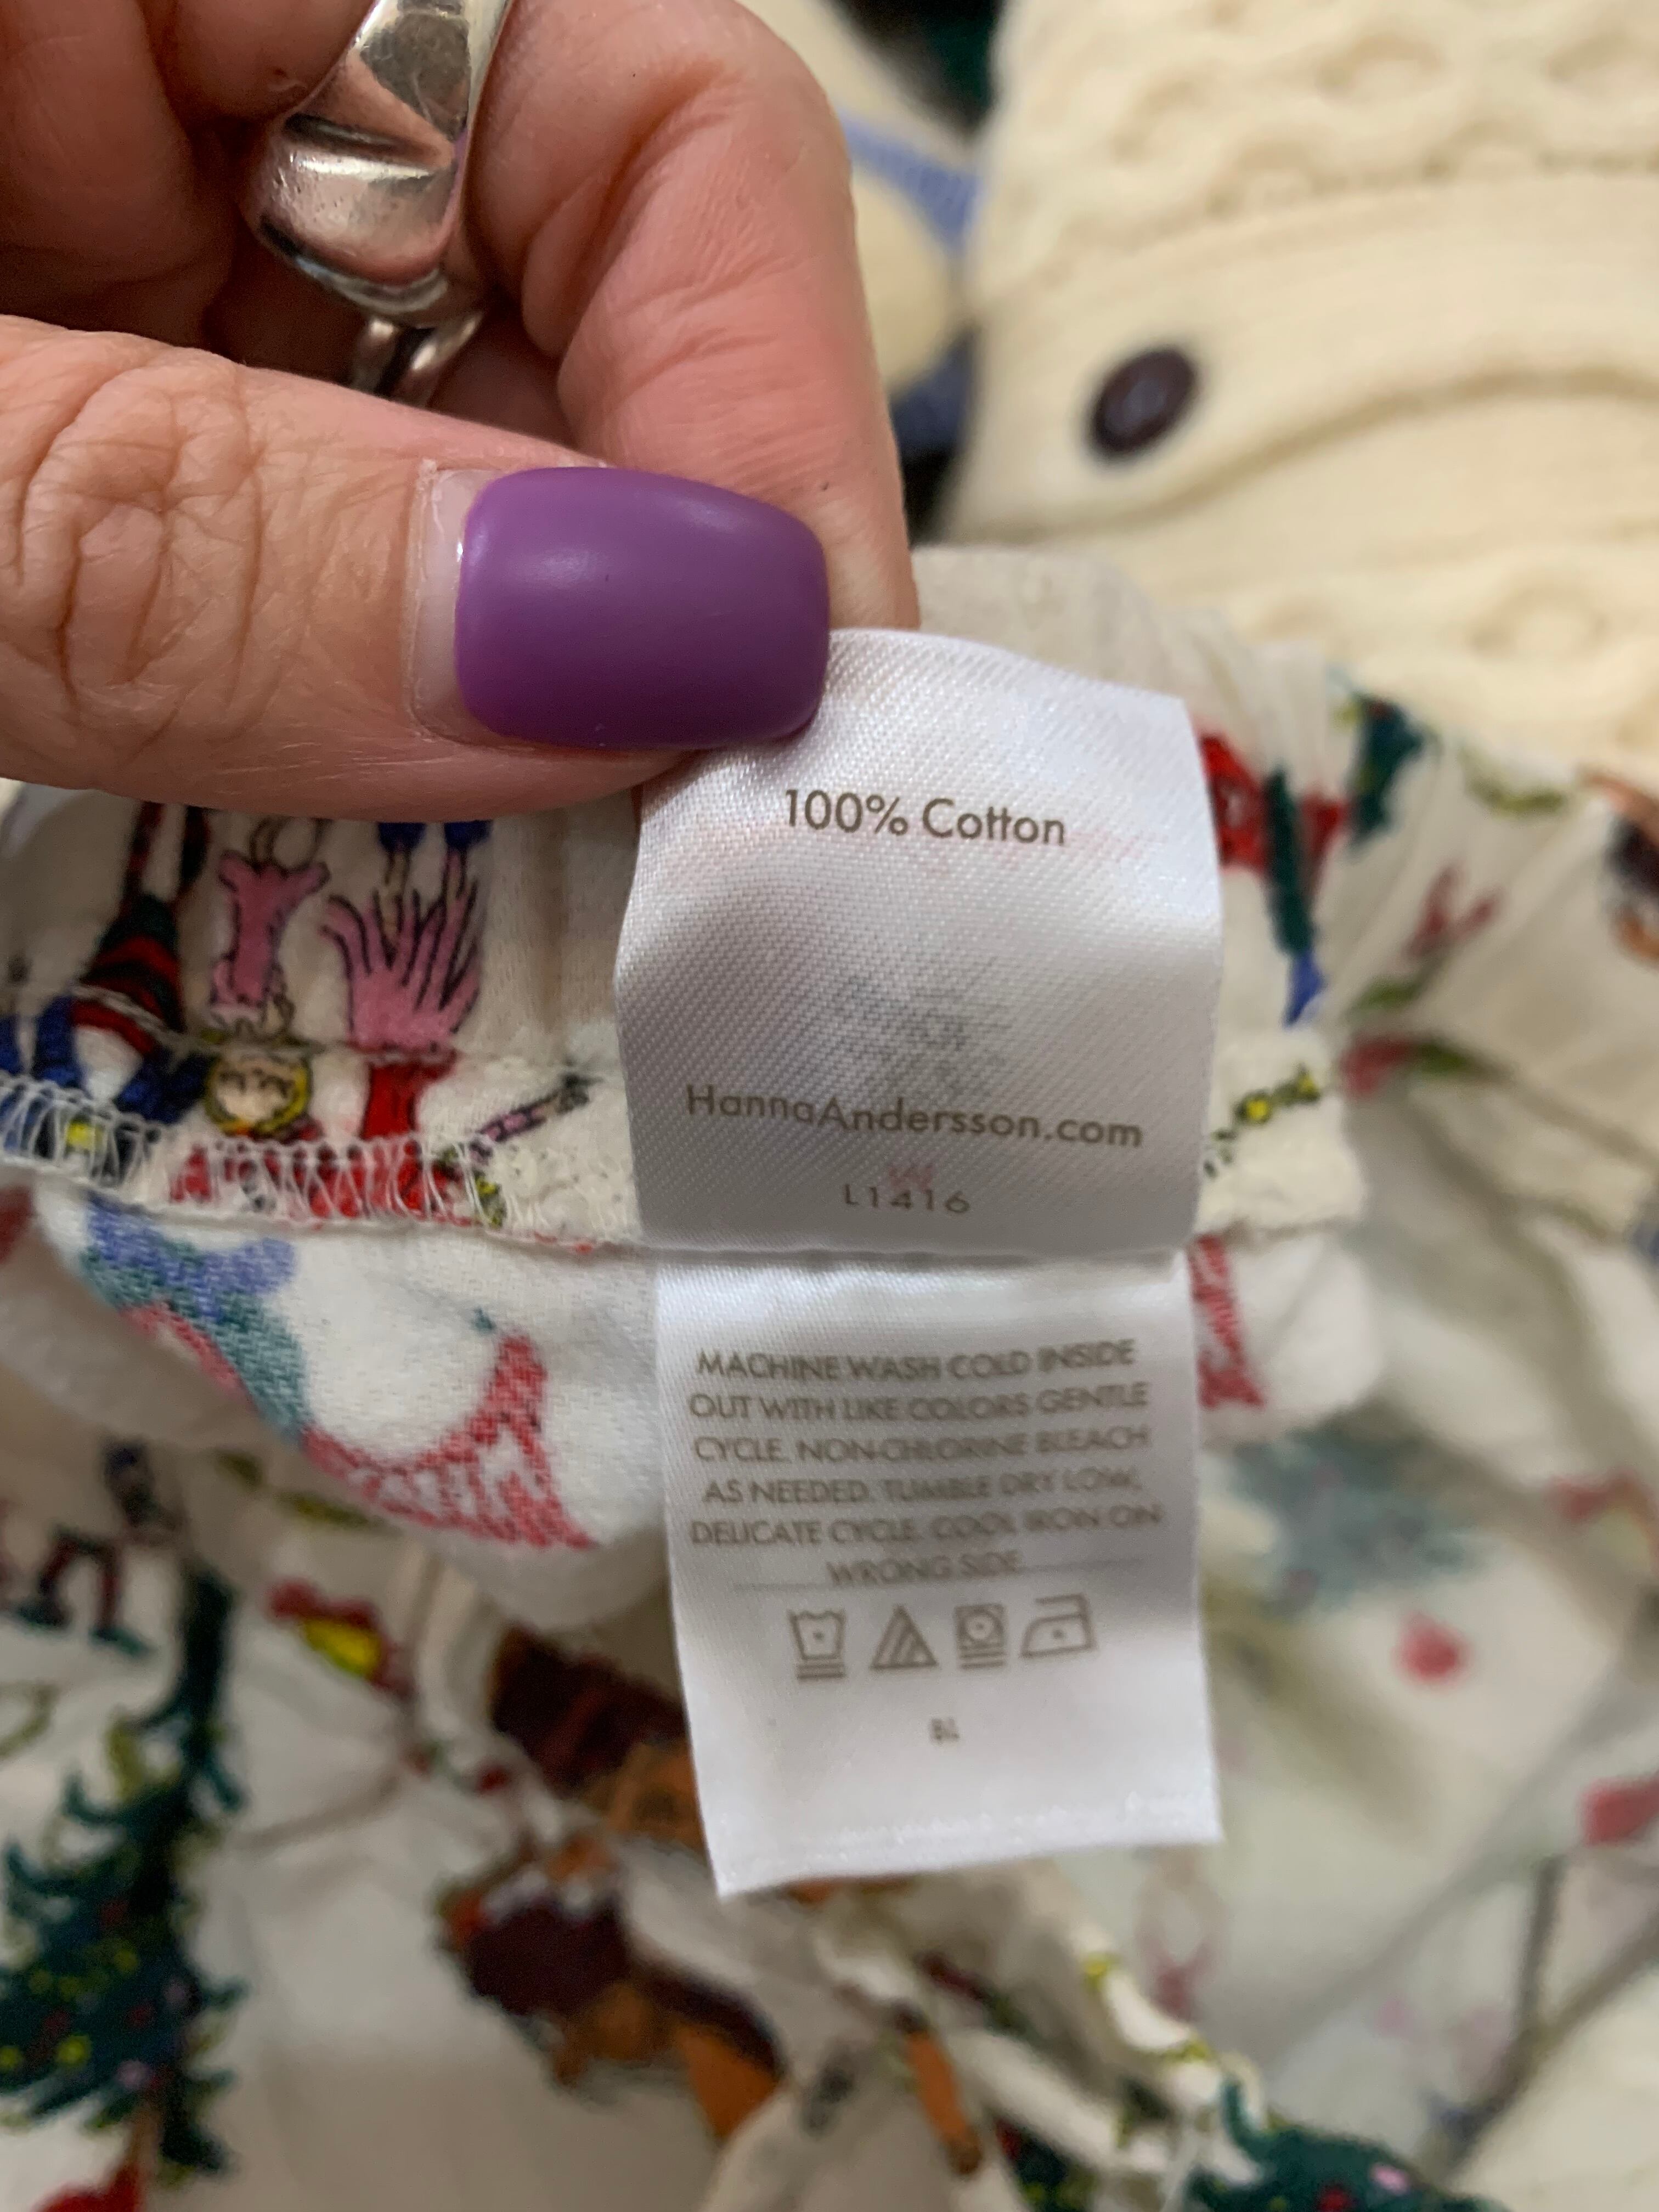 100% Cotton
HannaAndersson.com
L1416
MACHINE WASH COLD INSIDE
OUT WITH LIKE COLORS GENTLE
CYCLE. NON-CHLORINE BLEACH
AS NEEDED. TUMBLE DRY LOW,
DELICATE CYCLE. COOL IRON ON
WRONG SIDE